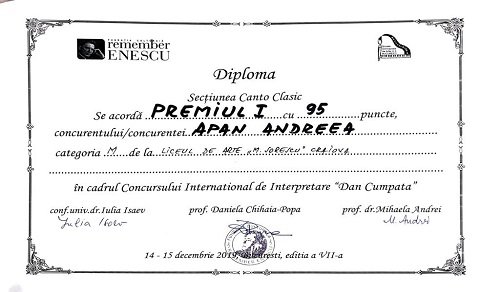 FUNDATIA CULTURALA
remember
ENESCU
Diploma
Secțiunea Canto Clasic
Se acordă PREMIUL I cu 95 puncte,
concurentului/concurentei APAN ANDREEA
categoria M de la LICEUL DE ARTE „M. SORESCU" CRAIOVA
în cadrul Concursului International de Interpretare “Dan Cumpata”
conf.univ.dr.Iulia Isaev prof. Daniela Chihaia-Popa prof. dr.Mihaela Andrei
Iulia Isaev M. Andrei
14 - 15 decembrie 2019, București, editia a VII-a